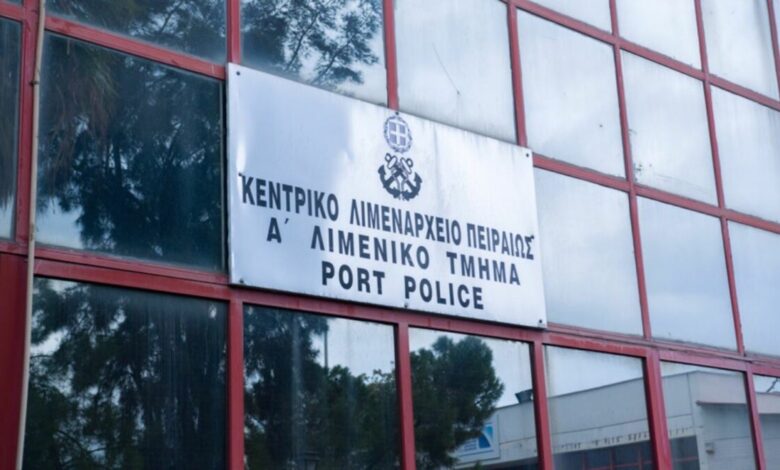 ΚΕΝΤΡΙΚΟ ΛΙΜΕΝΑΡΧΕΙΟ ΠΕΙΡΑΙΩΣ
Α΄ ΛΙΜΕΝΙΚΟ ΤΜΗΜΑ
PORT POLICE